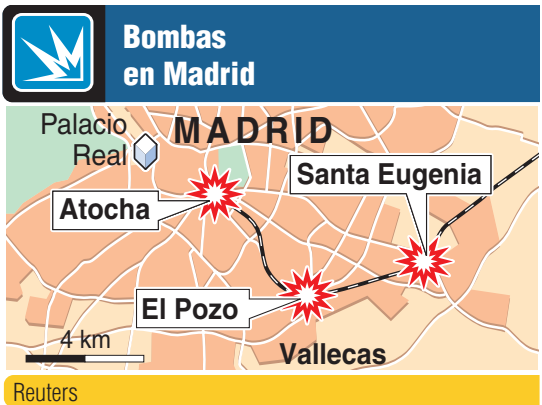 Bombas
en Madrid
Palacio
Real
MADRID
Santa Eugenia
Atocha
El Pozo
4 km
Vallecas
Reuters